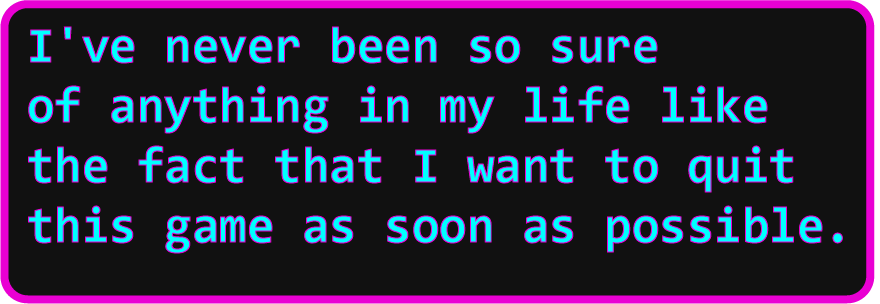 I've never been so sure
of anything in my life like
the fact that I want to quit
this game as soon as possible.